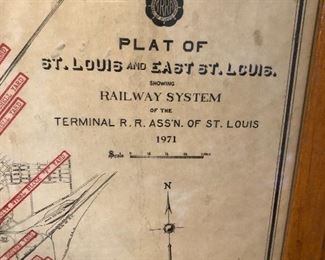 PLAT OF
ST. LOUIS AND EAST ST. LOUIS.
SHOWING
RAILWAY SYSTEM
OF THE
TERMINAL R. R. ASS'N. OF ST. LOUIS
1971
Scale
N